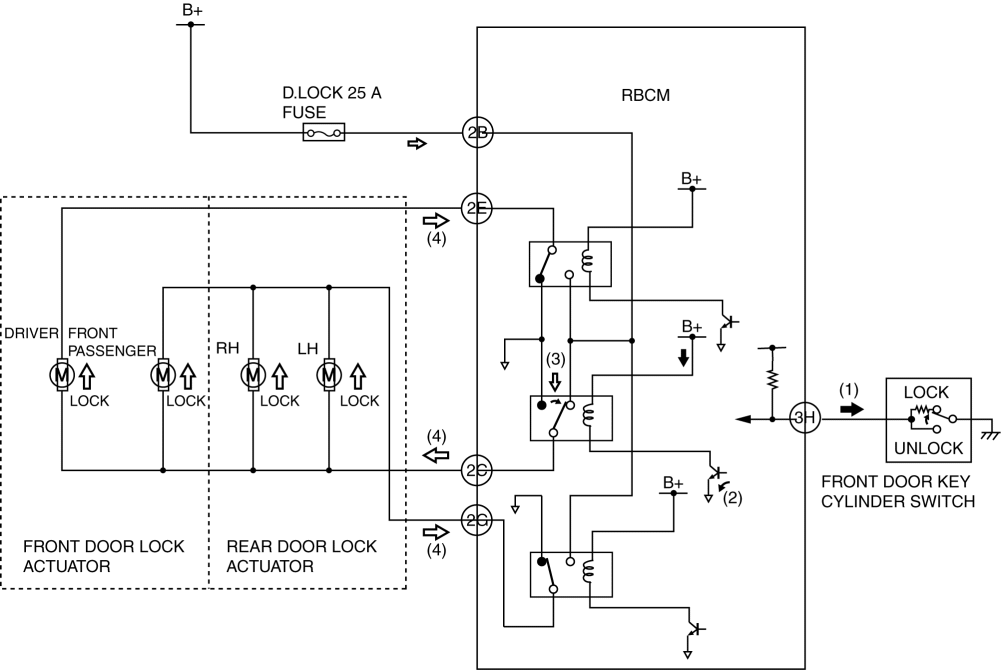 B+
D.LOCK 25 A
FUSE
RBCM
2B
B+
2E
(4)
DRIVER
FRONT
PASSENGER
RH
LH
B+
(3)
M
M
M
M
LOCK
LOCK
LOCK
LOCK
(1)
3H
LOCK
UNLOCK
(4)
2C
FRONT DOOR KEY
CYLINDER SWITCH
B+
(2)
2G
(4)
FRONT DOOR LOCK
ACTUATOR
REAR DOOR LOCK
ACTUATOR